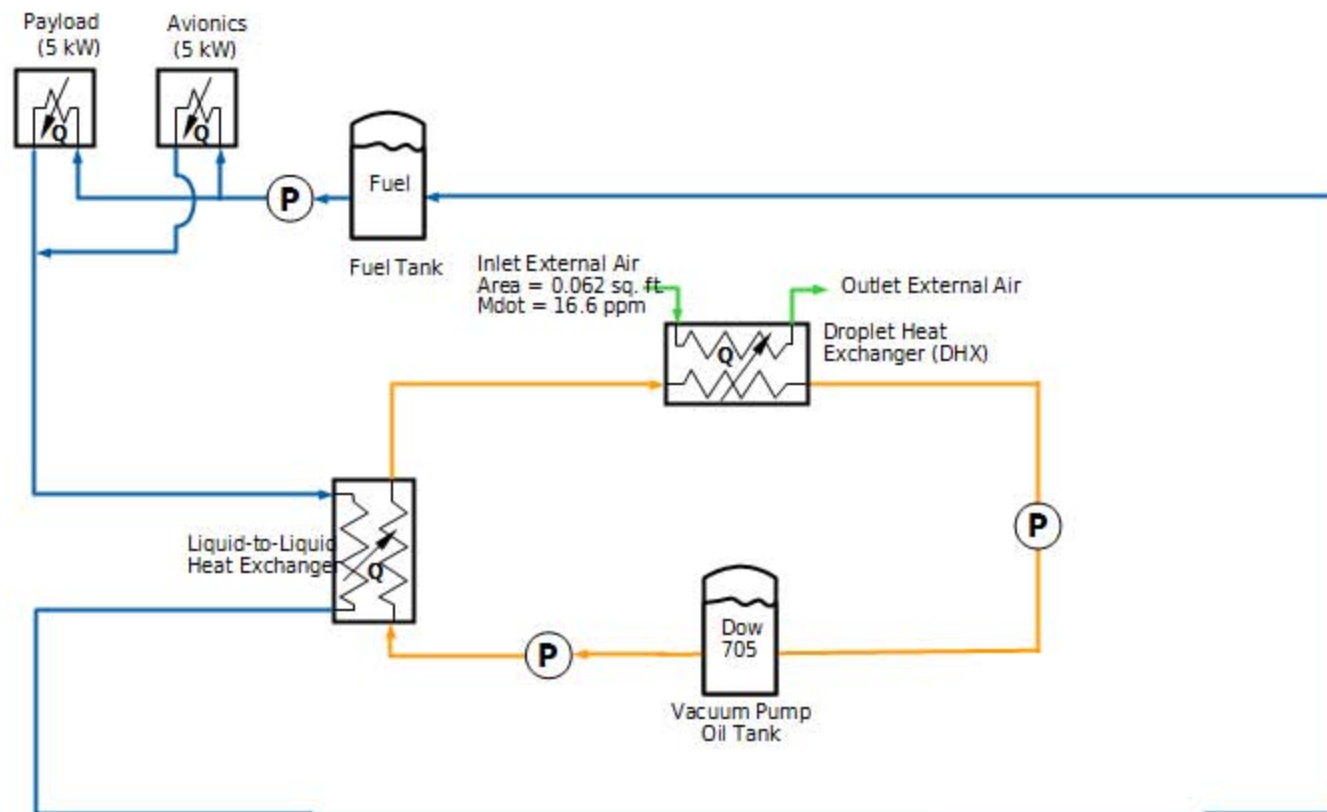 Payload
(5 kW)
Avionics
(5 kW)
Q
Q
P
Fuel
Fuel Tank
Inlet External Air
Area = 0.062 sq. ft.
Mdot = 16.6 ppm
Outlet External Air
Q
Droplet Heat
Exchanger (DHX)
P
Liquid-to-Liquid
Heat Exchanger
Q
P
Dow
705
Vacuum Pump
Oil Tank